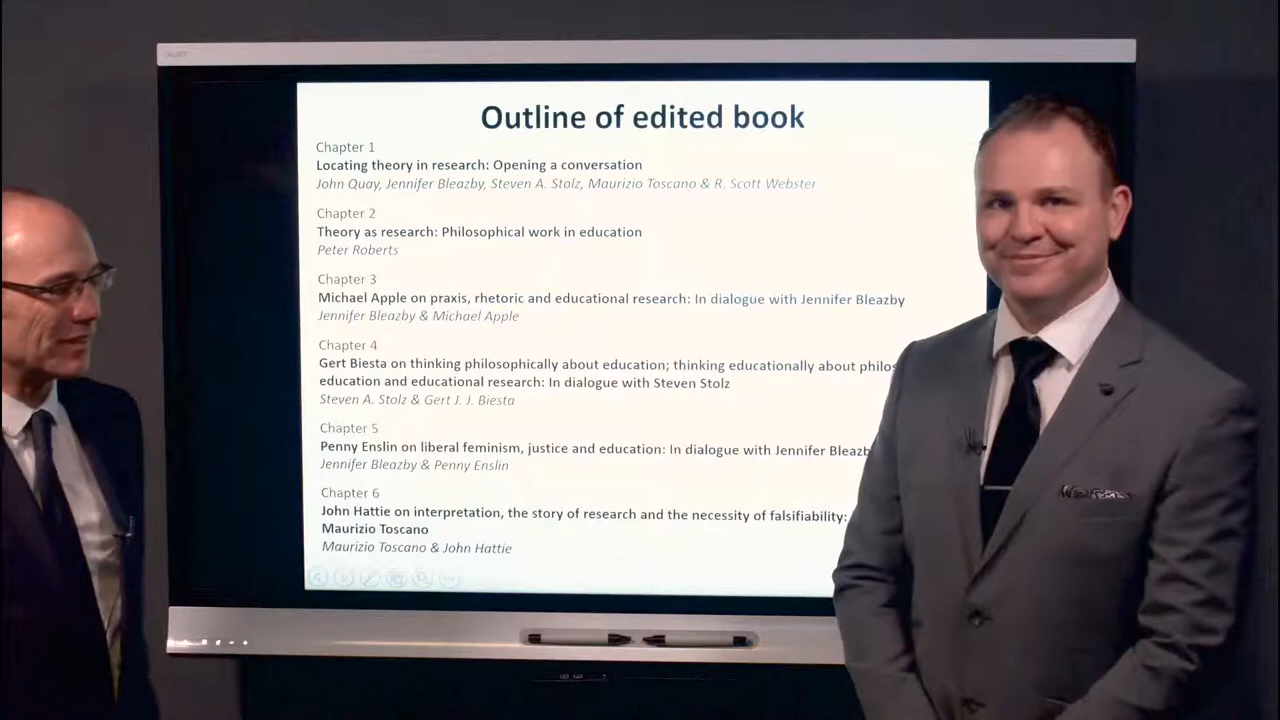 Outline of edited book
Chapter 1
Locating theory in research: Opening a conversation
John Quay, Jennifer Bleazby, Steven A. Stolz, Maurizio Toscano & R. Scott Webster
Chapter 2
Theory as research: Philosophical work in education
Peter Roberts
Chapter 3
Michael Apple on praxis, rhetoric and educational research: In dialogue with Jennifer Bleazby
Jennifer Bleazby & Michael Apple
Chapter 4
Gert Biesta on thinking philosophically about education; thinking educationally about philos
education and educational research: In dialogue with Steven Stolz
Steven A. Stolz & Gert J. J. Biesta
Chapter 5
Penny Enslin on liberal feminism, justice and education: In dialogue with Jennifer Bleazb
Jennifer Bleazby & Penny Enslin
Chapter 6
John Hattie on interpretation, the story of research and the necessity of falsifiability:
Maurizio Toscano
Maurizio Toscano & John Hattie